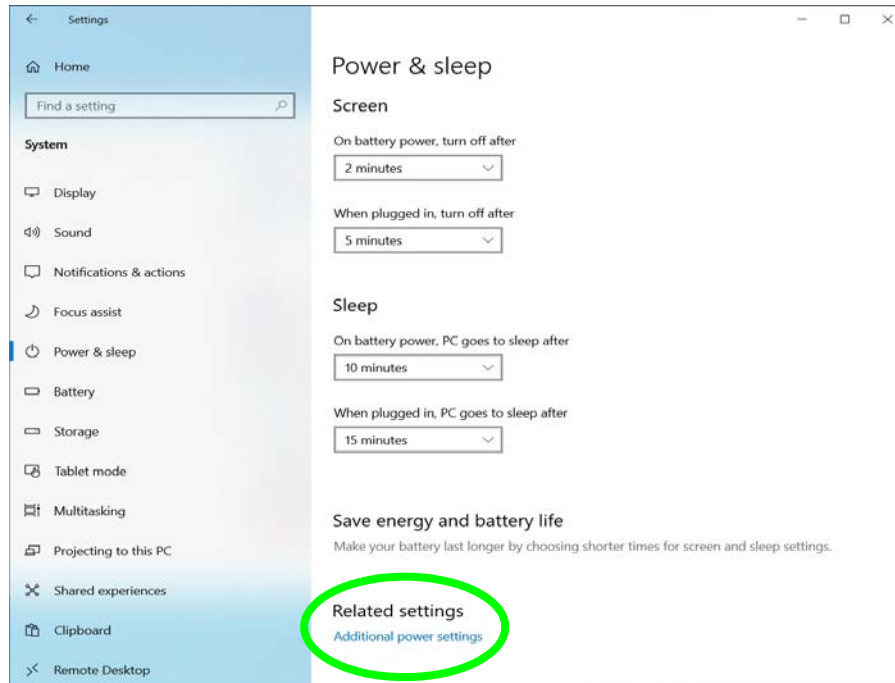 Settings
Home
Find a setting
System
Display
Sound
Notifications & actions
Focus assist
Power & sleep
Battery
Storage
Tablet mode
Multitasking
Projecting to this PC
Shared experiences
Clipboard
Remote Desktop
Power & sleep
Screen
On battery power, turn off after
2 minutes
When plugged in, turn off after
5 minutes
Sleep
On battery power, PC goes to sleep after
10 minutes
When plugged in, PC goes to sleep after
15 minutes
Save energy and battery life
Make your battery last longer by choosing shorter times for screen and sleep settings.
Related settings
Additional power settings